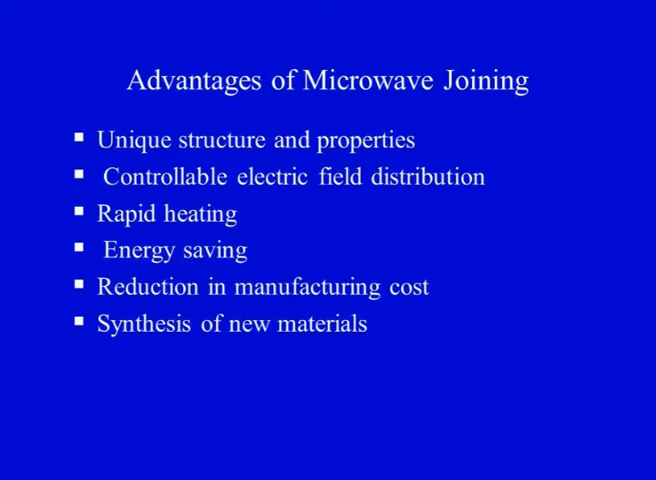 Advantages of Microwave Joining
▪ Unique structure and properties
▪ Controllable electric field distribution
▪ Rapid heating
▪ Energy saving
▪ Reduction in manufacturing cost
▪ Synthesis of new materials